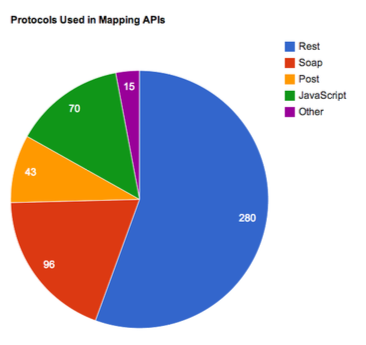 Protocols Used in Mapping APIs
Rest
Soap
Post
JavaScript
Other
15
70
43
280
96